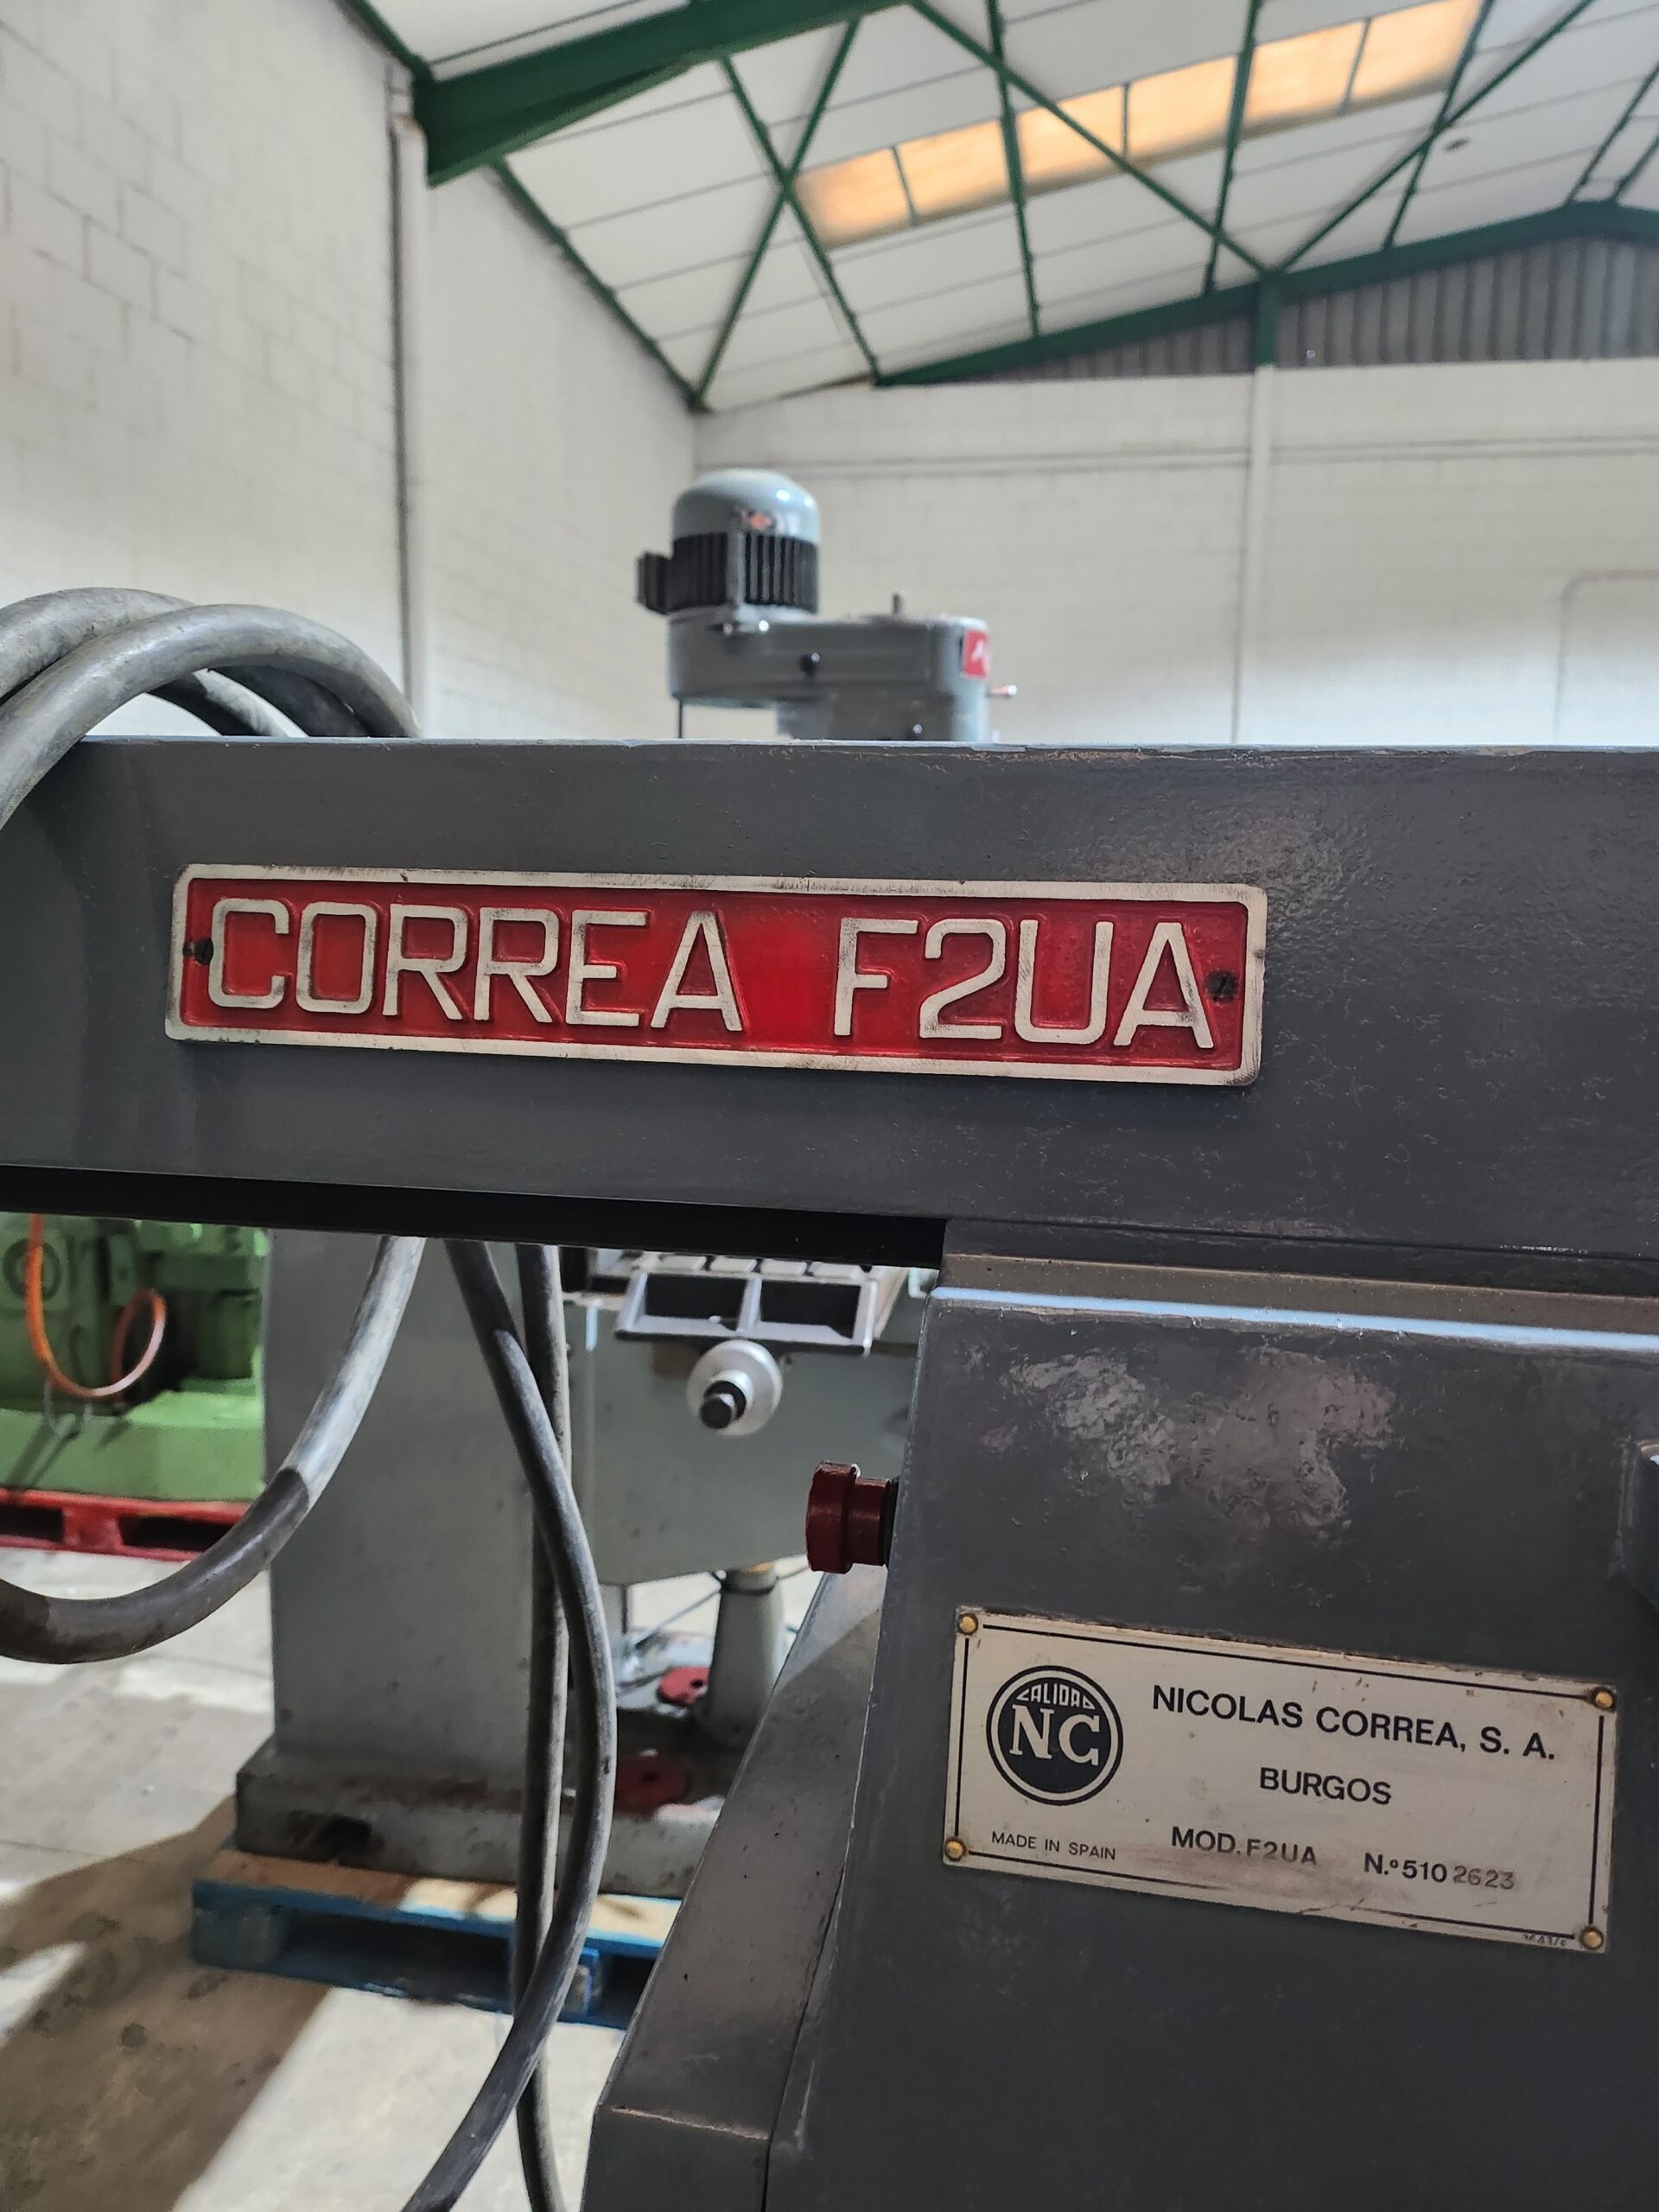 CORREA F2UA
CALIDAD
NC
NICOLAS CORREA, S. A.
BURGOS
MADE IN SPAIN
MOD. F2UA N.º 510 2623